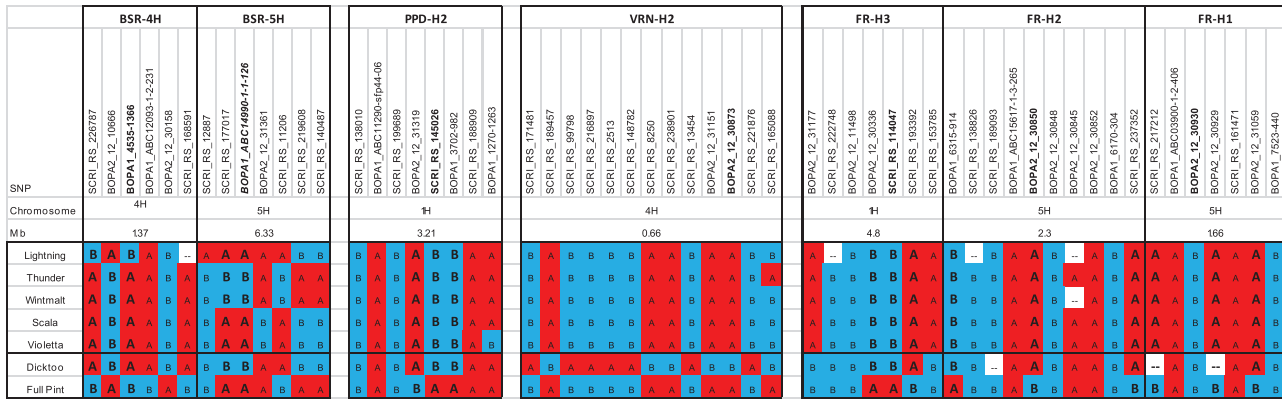 BSR-4H BSR-5H PPD-H2 VRN-H2 FR-H3 FR-H2 FR-H1
SNP SCRI_RS_226787 BOPA2_12_10666 BOPA1_4535-1366 BOPA1_ABC12093-1-2-231 BOPA2_12_30158 SCRI_RS_168591 SCRI_RS_12887 SCRI_RS_177017 BOPA1_ABC14990-1-1-126 BOPA2_12_31361 SCRI_RS_11206 SCRI_RS_219608 SCRI_RS_140487 SCRI_RS_138010 BOPA1_ABC11290-sfp44-06 SCRI_RS_199689 BOPA2_12_31319 SCRI_RS_145026 BOPA1_3702-982 SCRI_RS_188909 BOPA1_1270-1263 SCRI_RS_171481 SCRI_RS_189457 SCRI_RS_99798 SCRI_RS_216897 SCRI_RS_2513 SCRI_RS_148782 SCRI_RS_8250 SCRI_RS_238901 SCRI_RS_13454 BOPA2_12_31151 BOPA2_12_30873 SCRI_RS_221876 SCRI_RS_165088 BOPA2_12_31177 SCRI_RS_222748 BOPA2_12_11498 BOPA2_12_30336 SCRI_RS_114047 SCRI_RS_193392 SCRI_RS_153785 BOPA1_6315-914 SCRI_RS_138826 SCRI_RS_189093 BOPA1_ABC15617-1-3-265 BOPA2_12_30850 BOPA2_12_30848 BOPA2_12_30845 BOPA2_12_30852 BOPA1_6170-304 SCRI_RS_237352 SCRI_RS_217212 BOPA1_ABC03900-1-2-406 BOPA2_12_30930 BOPA2_12_30929 SCRI_RS_161471 BOPA2_12_31059 BOPA1_7523-440
Chromosome 4H 5H 1H 4H 1H 5H 5H
Mb 137 6.33 3.21 0.66 4.8 2.3 166
Lightning B A B A B -- A A A A A B B B A B A B B A A B A B B B B A A B A A B B A -- B B B A A B -- B A A B -- A B A A A B A A A B
Thunder A B A A B A B B B A B A A B A B A B B A A B A B B B B A A B A A B A A B B B B A A B B B A A B A A B A A A B A A A B
Wintmalt A B A A B A B B B A B A A B A B A B B A A B A B B B B A A B A A B B B B B B B A A B B B A A B -- A B A A A B A A A B
Scala A B A A B A B A A B A B B B A B A B B A A B A B B B B A A B A A B B A B B B B A A B B B A A B A A B A A A B A A A B
Violetta A B A A B A B A A B A B B B A B A B B A B B A B B B B A A B A A B B B B B B B A A B B B A A B A A B A A A B A A A B
Dicktoo A B A A B A B B B A A B B B A B A B B A A A B A A A A B B A B B A B B B B B B A B B B -- A A B A A B A -- A B -- A A B
Full Pint B A B B A B B A A A B A A B A B B A A A A B A B B B B A A B A A B A B B B A A B B A B B A B B A A B B B A B B A B B